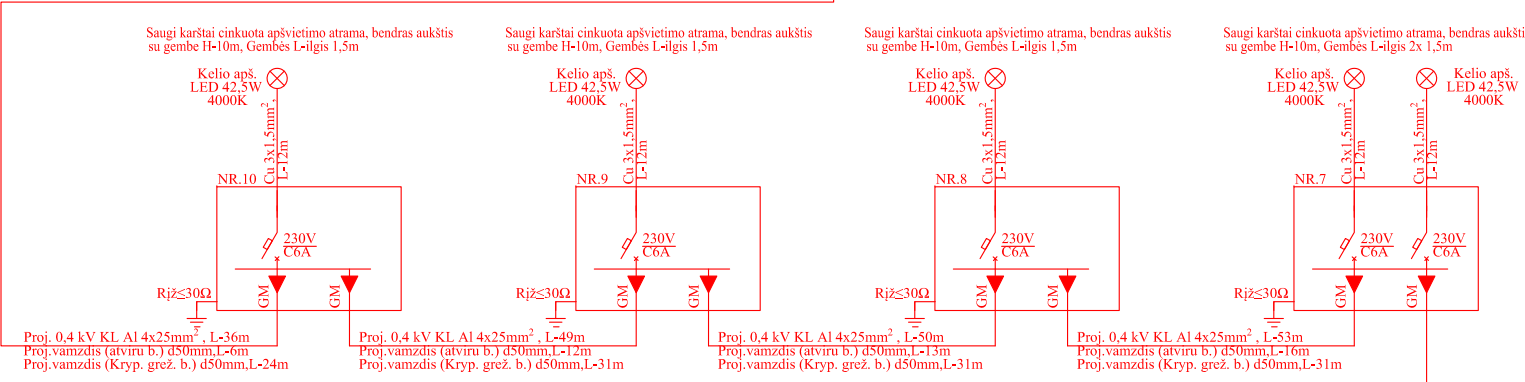 Saugi karštai cinkuota apšvietimo atrama, bendras aukštis
su gembe H-10m, Gembės L-ilgis 1,5m
Kelio apš.
LED 42,5W
4000K
Cu 3x1,5mm²,
L-12m
NR.10
230V
C6A
GM
GM
Rįž≤30Ω
Proj. 0,4 kV KL Al 4x25mm² , L-36m
Proj.vamzdis (atviru b.) d50mm,L-6m
Proj.vamzdis (Kryp. grež. b.) d50mm,L-24m
Saugi karštai cinkuota apšvietimo atrama, bendras aukštis
su gembe H-10m, Gembės L-ilgis 1,5m
Kelio apš.
LED 42,5W
4000K
Cu 3x1,5mm²,
L-12m
NR.9
230V
C6A
GM
GM
Rįž≤30Ω
Proj. 0,4 kV KL Al 4x25mm² , L-49m
Proj.vamzdis (atviru b.) d50mm,L-12m
Proj.vamzdis (Kryp. grež. b.) d50mm,L-31m
Saugi karštai cinkuota apšvietimo atrama, bendras aukštis
su gembe H-10m, Gembės L-ilgis 1,5m
Kelio apš.
LED 42,5W
4000K
Cu 3x1,5mm²,
L-12m
NR.8
230V
C6A
GM
GM
Rįž≤30Ω
Proj. 0,4 kV KL Al 4x25mm² , L-50m
Proj.vamzdis (atviru b.) d50mm,L-13m
Proj.vamzdis (Kryp. grež. b.) d50mm,L-31m
Saugi karštai cinkuota apšvietimo atrama, bendras aukšti
su gembe H-10m, Gembės L-ilgis 2x 1,5m
Kelio apš.
LED 42,5W
4000K
Kelio apš.
LED 42,5W
4000K
Cu 3x1,5mm²,
L-12m
Cu 3x1,5mm²,
L-12m
NR.7
230V
C6A
230V
C6A
GM
GM
Rįž≤30Ω
Proj. 0,4 kV KL Al 4x25mm² , L-53m
Proj.vamzdis (atviru b.) d50mm,L-16m
Proj.vamzdis (Kryp. grež. b.) d50mm,L-31m